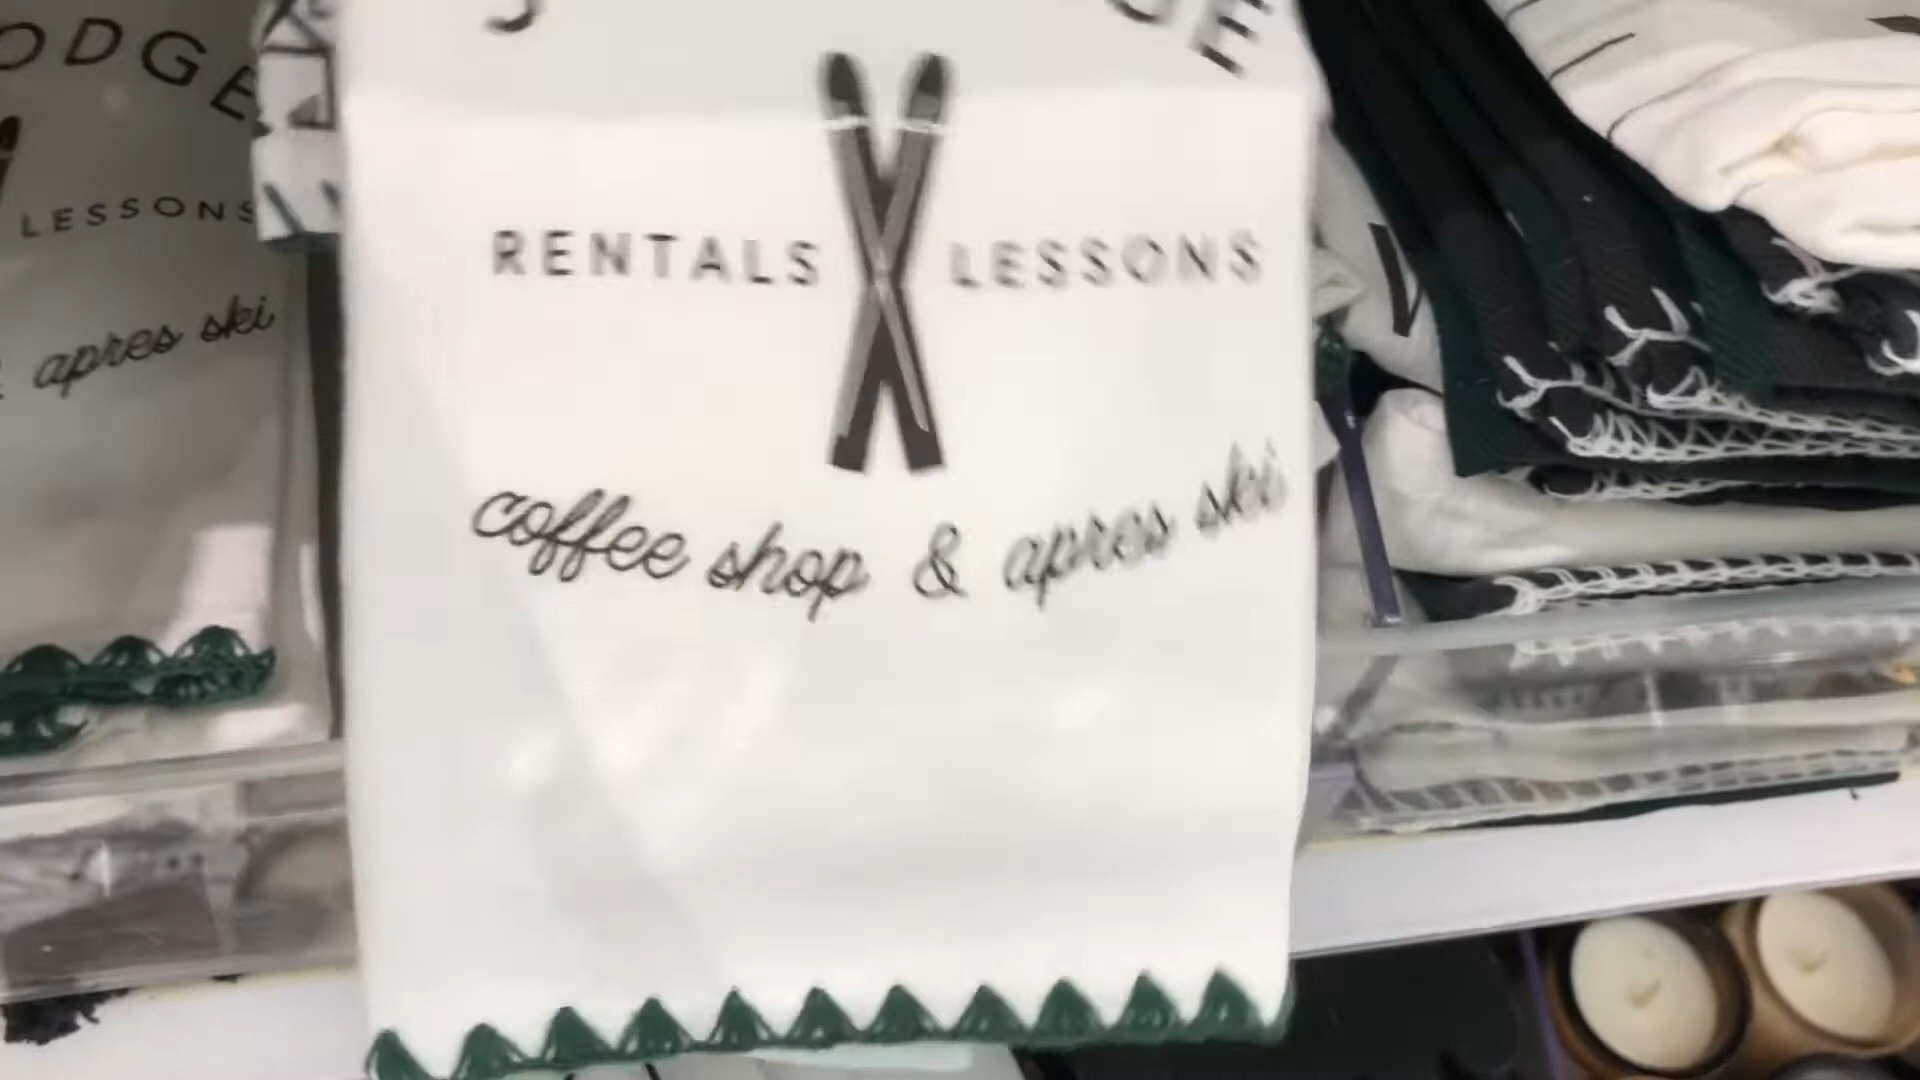 ODGE
LESSONS
apres ski
RENTALS LESSONS
coffee shop & apres ski